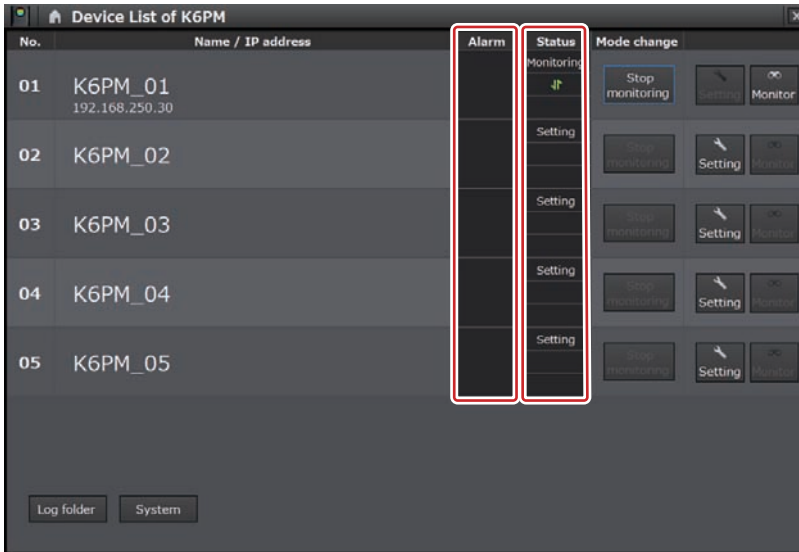 Device List of K6PM
No. Name / IP address Alarm Status Mode change
01 K6PM_01 Monitoring Stop monitoring Setting Monitor
192.168.250.30
02 K6PM_02 Setting Stop monitoring Setting Monitor
03 K6PM_03 Setting Stop monitoring Setting Monitor
04 K6PM_04 Setting Stop monitoring Setting Monitor
05 K6PM_05 Setting Stop monitoring Setting Monitor
Log folder System